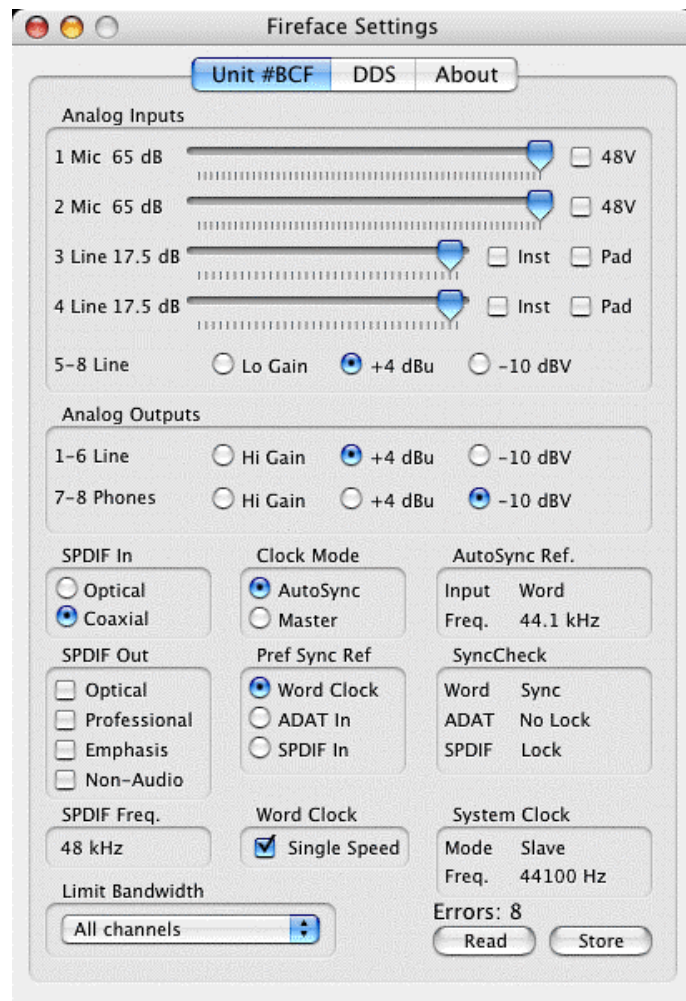 Fireface Settings
Unit #BCF DDS About
Analog Inputs
1 Mic 65 dB 48V
2 Mic 65 dB 48V
3 Line 17.5 dB Inst Pad
4 Line 17.5 dB Inst Pad
5-8 Line Lo Gain +4 dBu -10 dBV
Analog Outputs
1-6 Line Hi Gain +4 dBu -10 dBV
7-8 Phones Hi Gain +4 dBu -10 dBV
SPDIF In Clock Mode AutoSync Ref.
Optical AutoSync Input Word
Coaxial Master Freq. 44.1 kHz
SPDIF Out Pref Sync Ref SyncCheck
Optical Word Clock Word Sync
Professional ADAT In ADAT No Lock
Emphasis SPDIF In SPDIF Lock
Non-Audio
SPDIF Freq. Word Clock System Clock
48 kHz Single Speed Mode Slave
Freq. 44100 Hz
Limit Bandwidth
Errors: 8
All channels Read Store